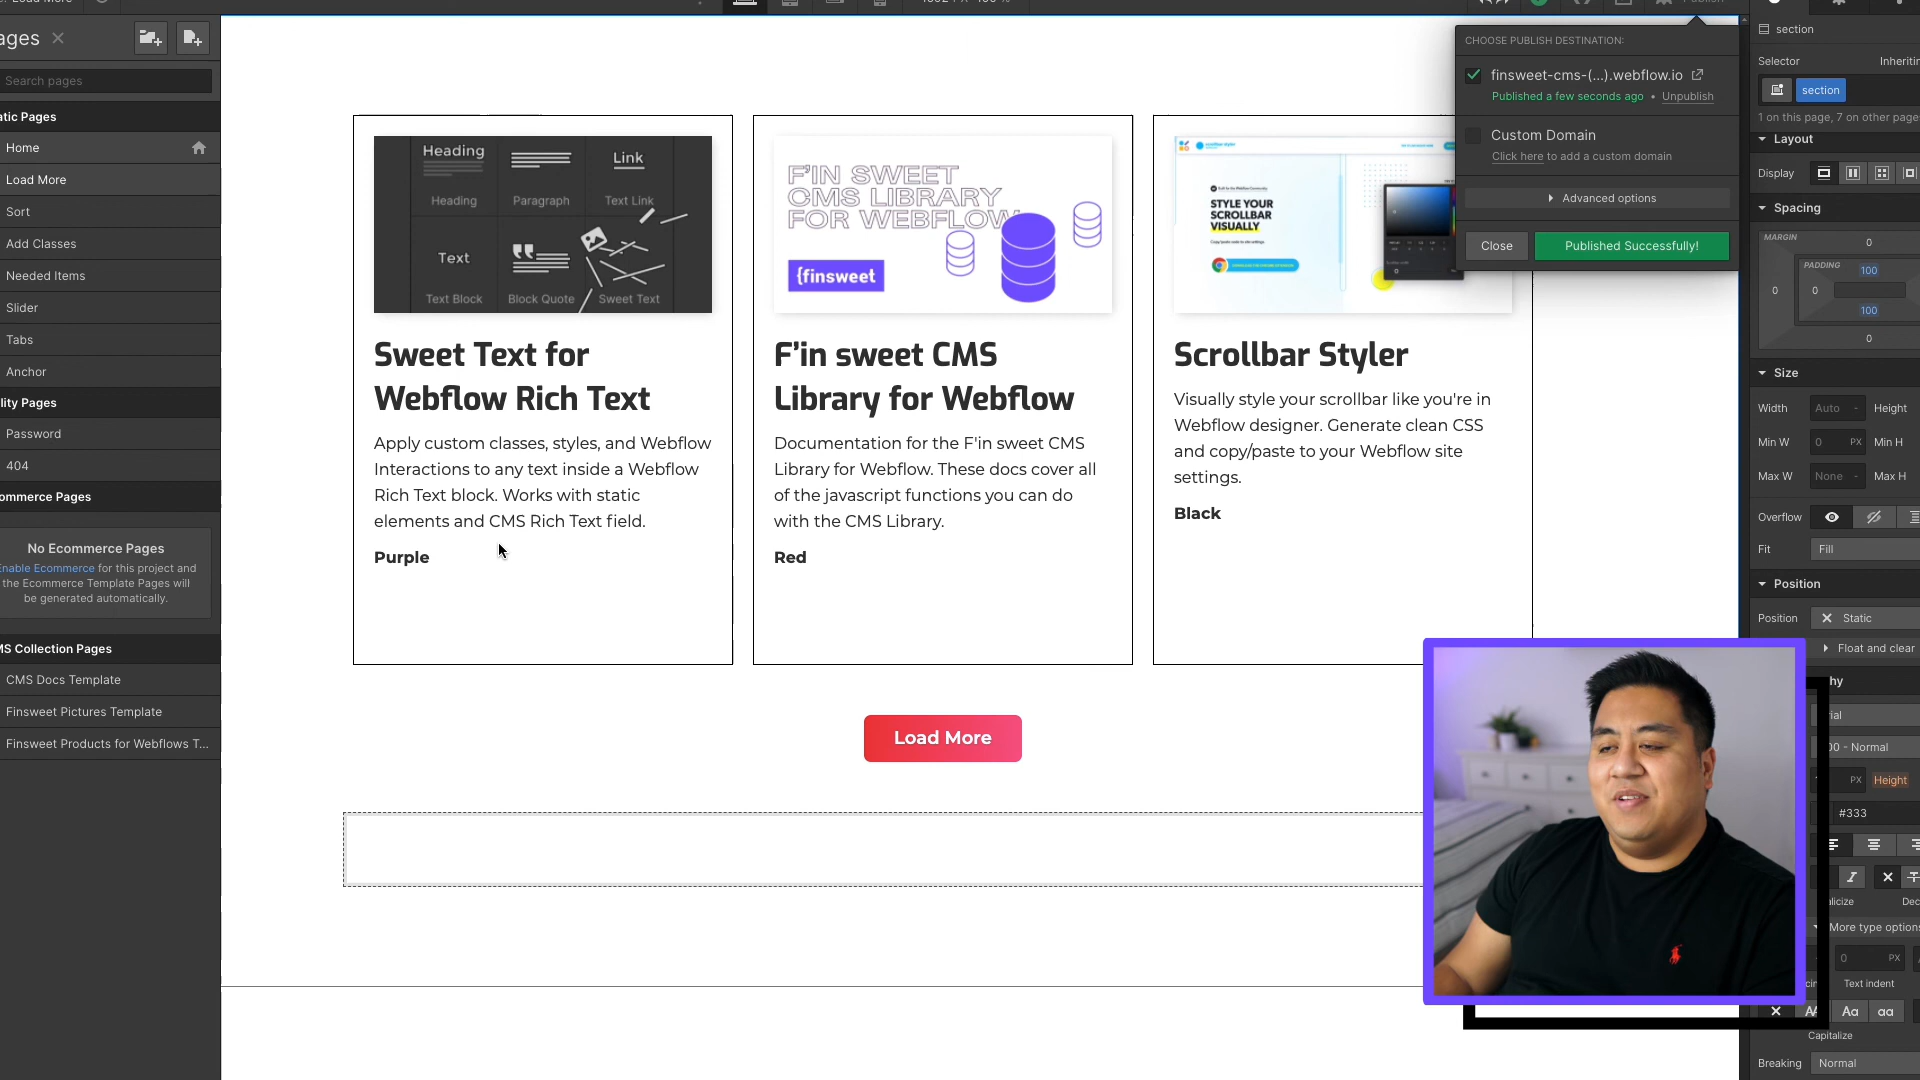 ages
Search pages
atic Pages
Home
Load More
Sort
Add Classes
Needed Items
Slider
Tabs
Anchor
lity Pages
Password
404
ommerce Pages
No Ecommerce Pages
Enable Ecommerce for this project and
the Ecommerce Template Pages will
be generated automatically.
MS Collection Pages
CMS Docs Template
Finsweet Pictures Template
Finsweet Products for Webflows T...
Heading
Heading
Paragraph
Link
Text Link
Text
Text Block
Block Quote
Sweet Text
Sweet Text for
Webflow Rich Text
Apply custom classes, styles, and Webflow
Interactions to any text inside a Webflow
Rich Text block. Works with static
elements and CMS Rich Text field.
Purple
F'IN SWEET
CMS LIBRARY
FOR WEBFLOW
{finsweet
F'in sweet CMS
Library for Webflow
Documentation for the F'in sweet CMS
Library for Webflow. These docs cover all
of the javascript functions you can do
with the CMS Library.
Red
STYLE YOUR
SCROLLBAR
VISUALLY
Scrollbar Styler
Visually style your scrollbar like you're in
Webflow designer. Generate clean CSS
and copy/paste to your Webflow site
settings.
Black
Load More
CHOOSE PUBLISH DESTINATION:
finsweet-cms-(...).webflow.io
Published a few seconds ago • Unpublish
Custom Domain
Click here to add a custom domain
Advanced options
Close
Published Successfully!
section
Selector Inheritin
section
1 on this page, 7 on other pages
Layout
Display
Spacing
MARGIN
0
PADDING
100
0 0
100
0
Size
Width Auto - Height
Min W 0 PX Min H
Max W None - Max H
Overflow
Fit Fill
Position
Position Static
Float and clear
hy
rial
00 - Normal
PX Height
#333
alicize Dec
More type options
0 PX
cing Text indent
AA Aa aa
Capitalize
Breaking Normal